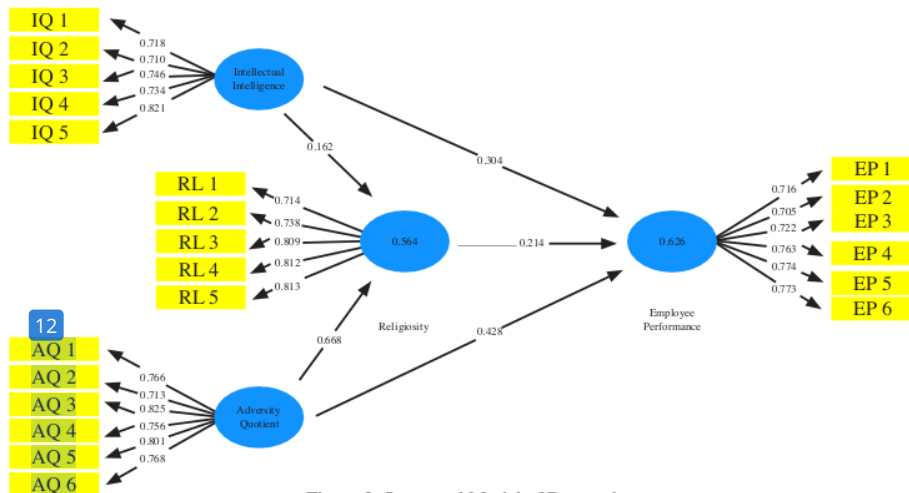 IQ 1
IQ 2
IQ 3
IQ 4
IQ 5
0.718
0.710
0.746
0.734
0.821
Intellectual
Intelligence
0.162
0.304
RL 1
RL 2
RL 3
RL 4
RL 5
0.714
0.738
0.809
0.812
0.813
0.564
Religiosity
0.214
0.626
Employee
Performance
0.716
0.705
0.722
0.763
0.774
0.773
EP 1
EP 2
EP 3
EP 4
EP 5
EP 6
0.668
0.428
12
AQ 1
AQ 2
AQ 3
AQ 4
AQ 5
AQ 6
0.766
0.713
0.825
0.756
0.801
0.768
Adversity
Quotient